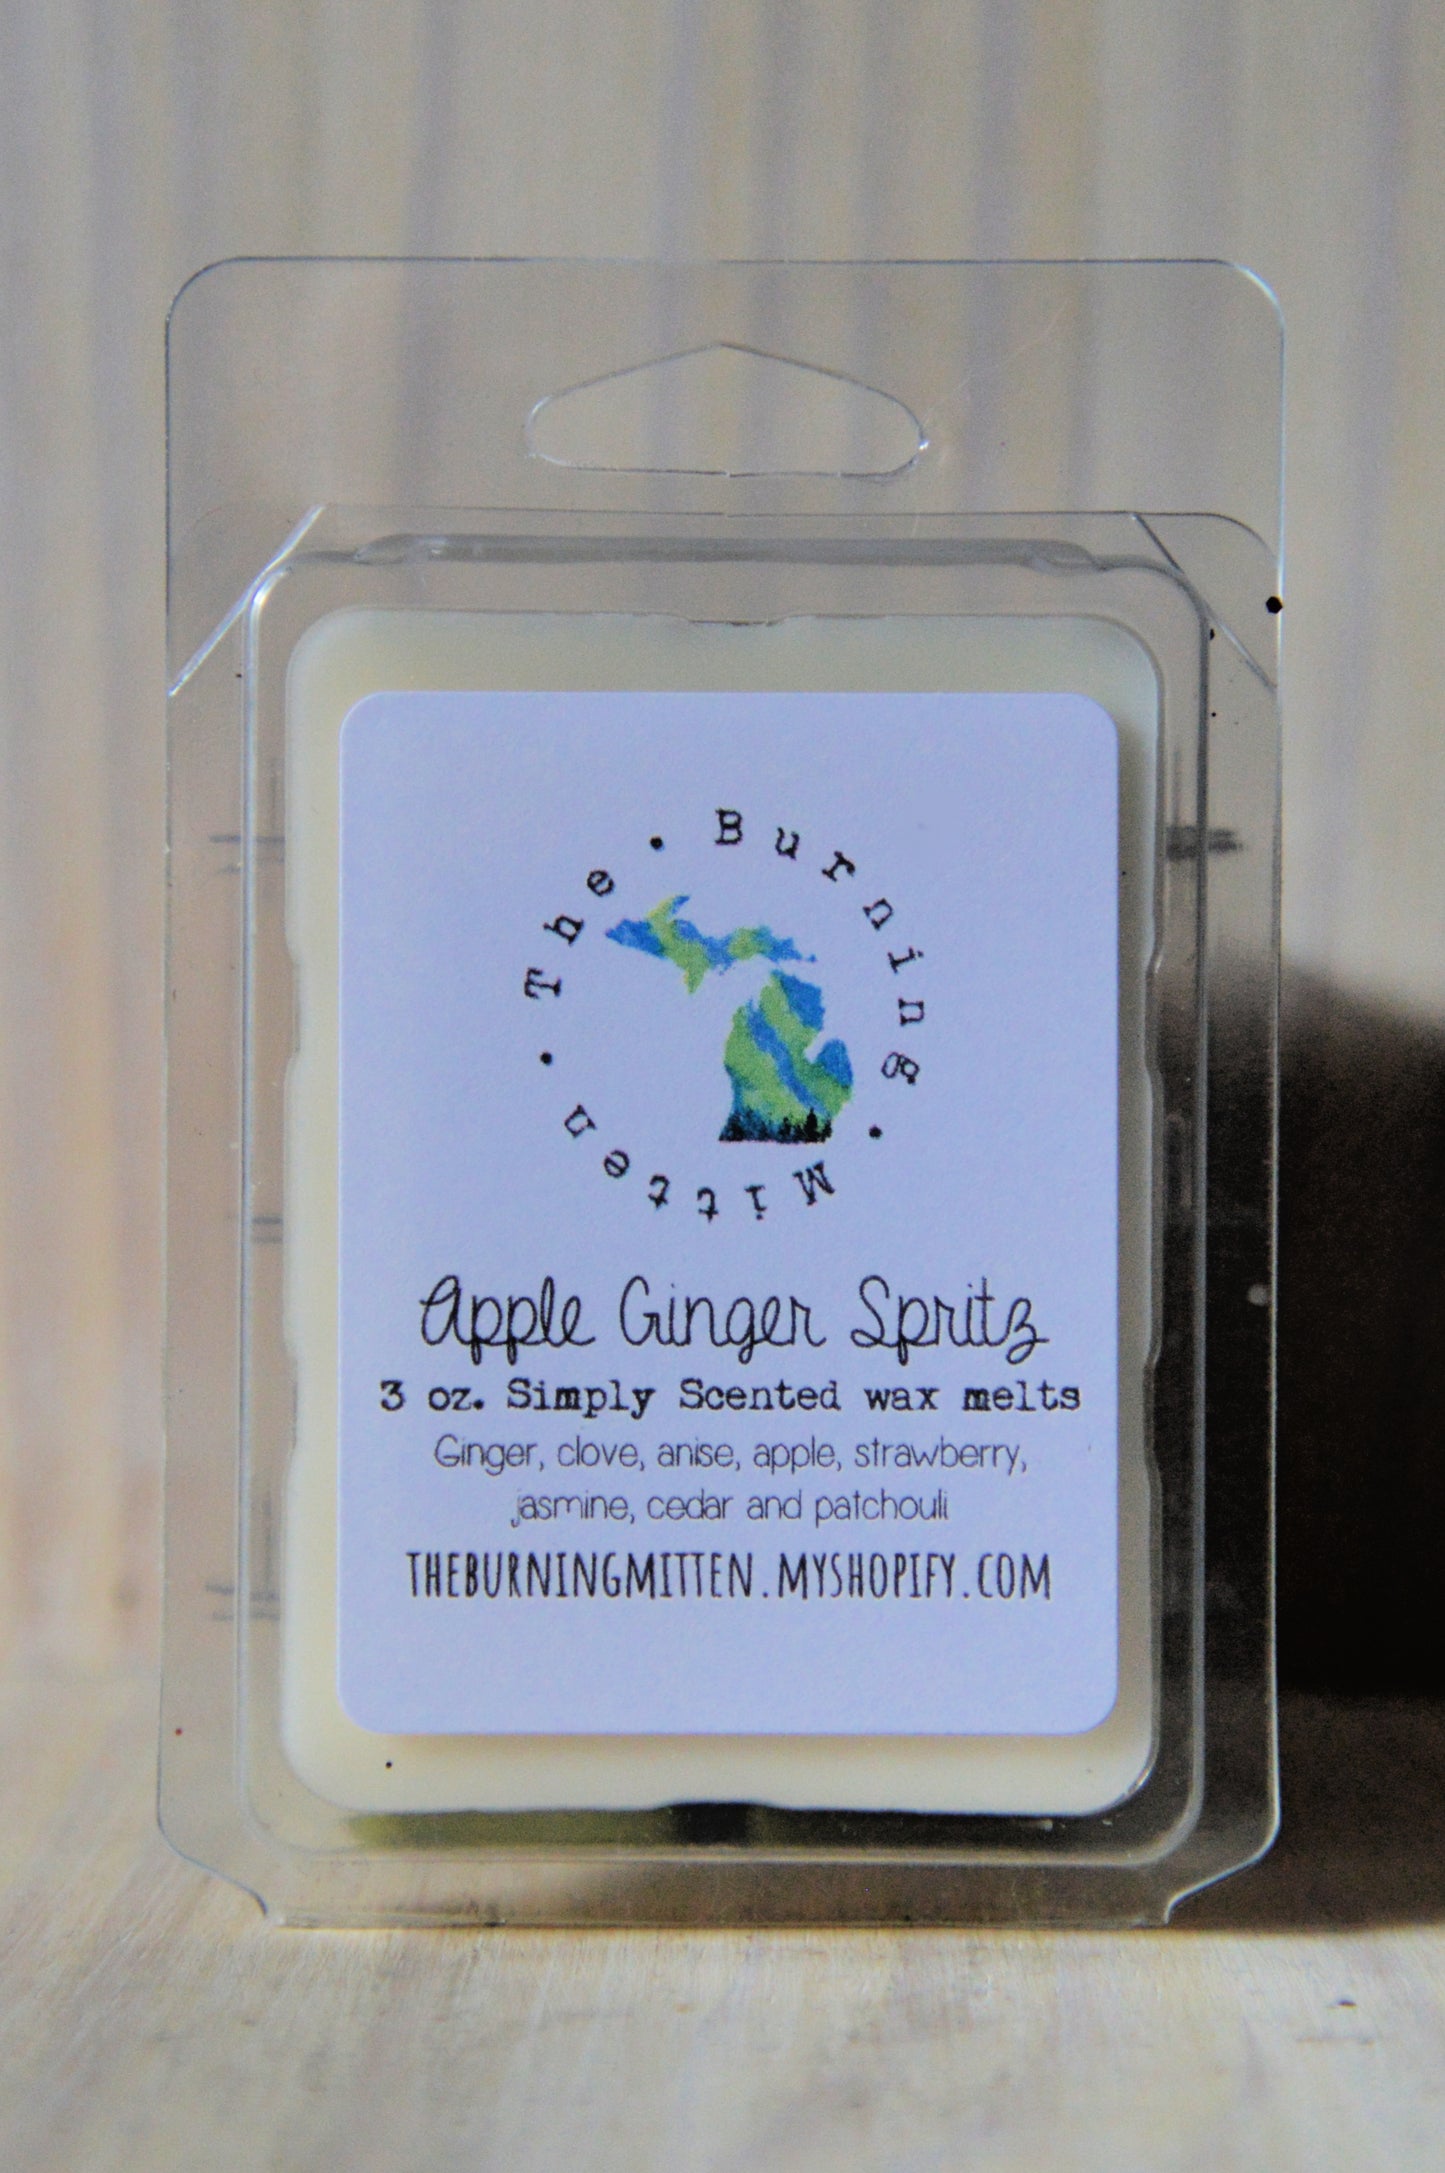 The • Burning • Mitten •
Apple Ginger Spritz
3 oz. Simply Scented wax melts
Ginger, clove, anise, apple, strawberry,
jasmine, cedar and patchouli
THEBURNINGMITTEN.MYSHOPIFY.COM